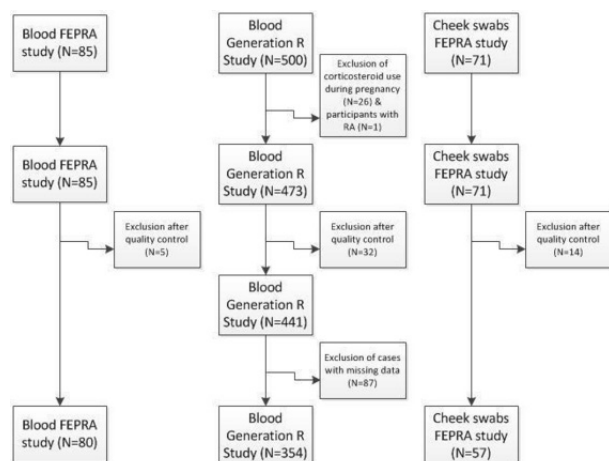 Blood FEPRA
study (N=85)
Blood
Generation R
Study (N=500)
Cheek swabs
FEPRA study
(N=71)
Exclusion of
corticosteroid use
during pregnancy
(N=26) &
participants with
RA (N=1)
Blood FEPRA
study (N=85)
Blood
Generation R
Study (N=473)
Cheek swabs
FEPRA study
(N=71)
Exclusion after
quality control
(N=5)
Exclusion after
quality control
(N=32)
Exclusion after
quality control
(N=14)
Blood
Generation R
Study (N=441)
Exclusion of cases
with missing data
(N=87)
Blood FEPRA
study (N=80)
Blood
Generation R
Study (N=354)
Cheek swabs
FEPRA study
(N=57)